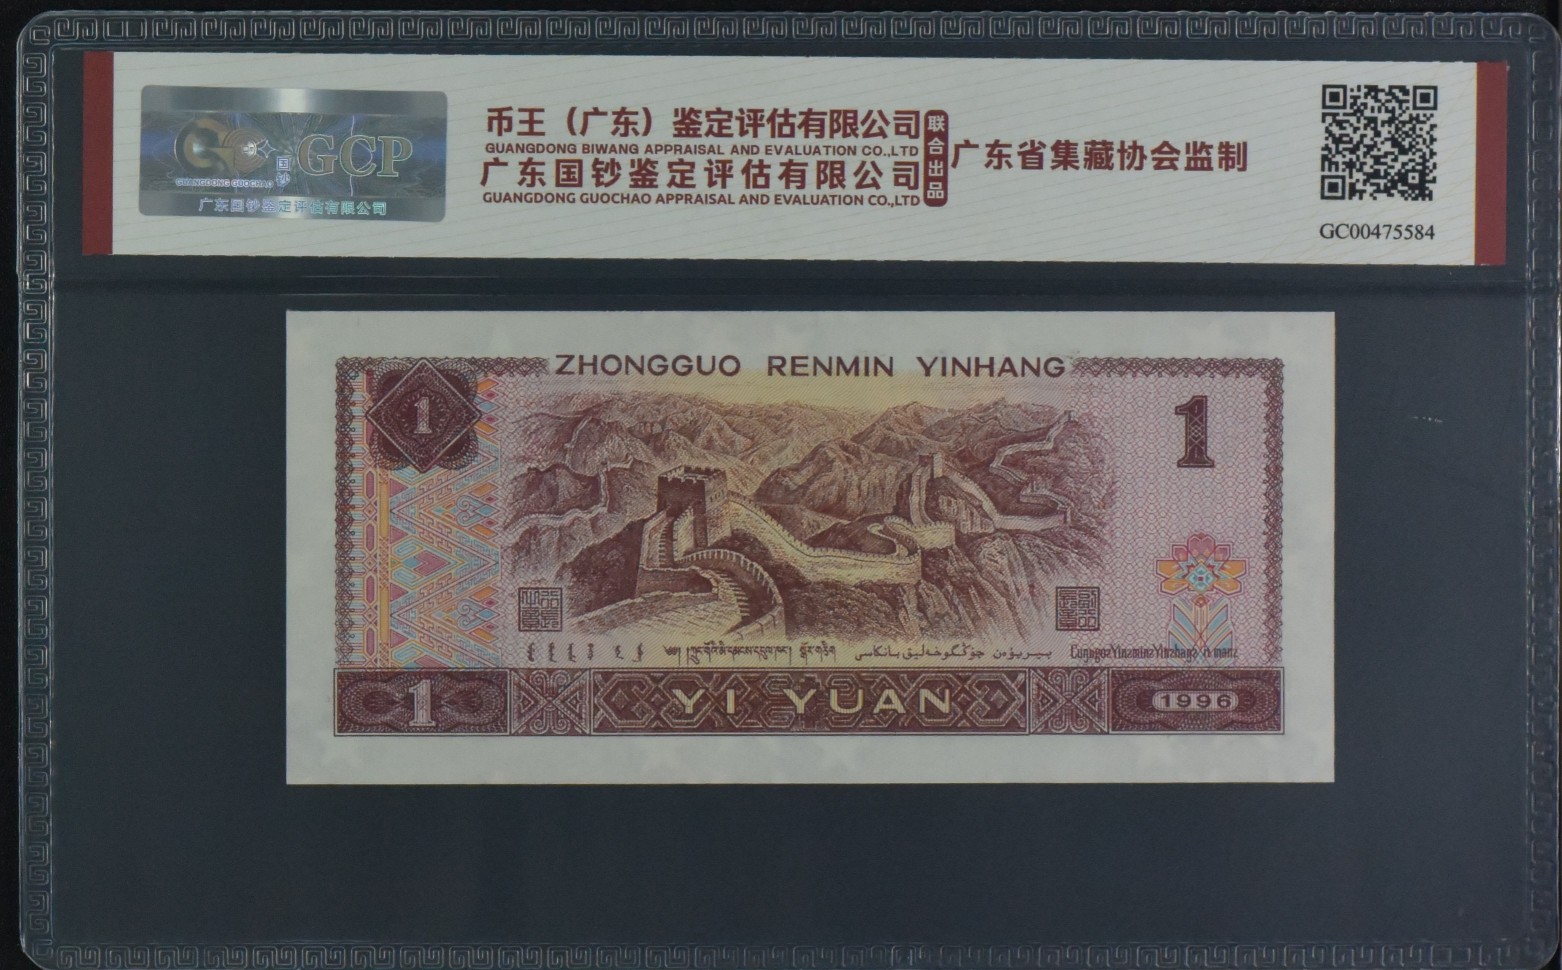 GCP
国钞
GUANGDONG GUOCHAO
广东国钞鉴定评估有限公司
币王（广东）鉴定评估有限公司
GUANGDONG BIWANG APPRAISAL AND EVALUATION CO.,LTD
广东国钞鉴定评估有限公司
GUANGDONG GUOCHAO APPRAISAL AND EVALUATION CO.,LTD
联合出品
广东省集藏协会监制
GC00475584
ZHONGGUO RENMIN YINHANG
1
1
1
YI YUAN
1996